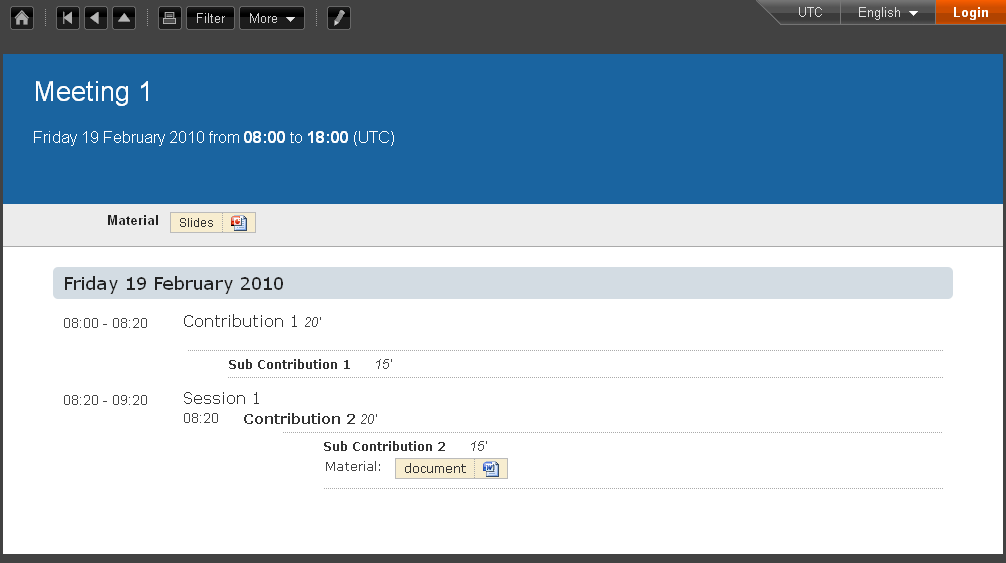 Filter More UTC English Login
Meeting 1
Friday 19 February 2010 from 08:00 to 18:00 (UTC)
Material Slides
Friday 19 February 2010
08:00 - 08:20 Contribution 1 20'
Sub Contribution 1 15'
08:20 - 09:20 Session 1
08:20 Contribution 2 20'
Sub Contribution 2 15'
Material: document